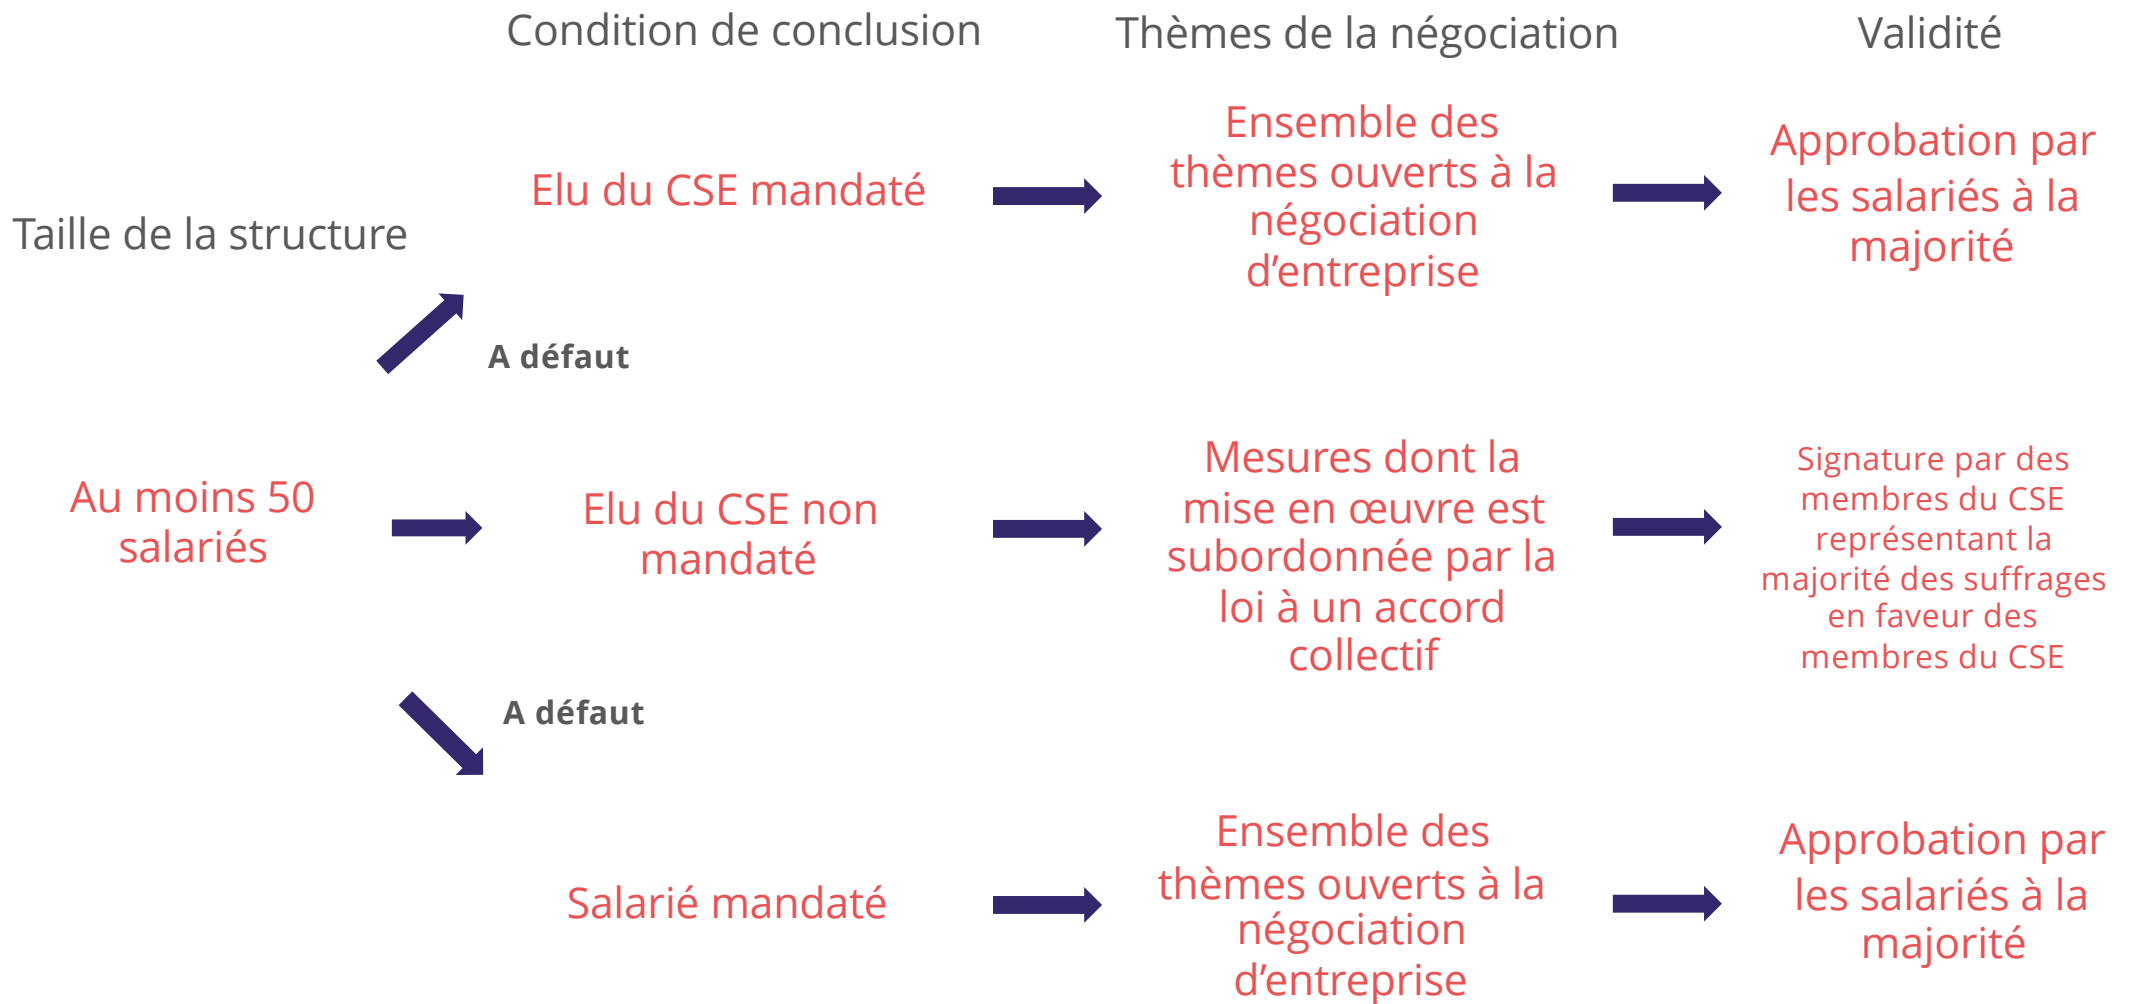 Condition de conclusion
Thèmes de la négociation
Validité
Taille de la structure
Elu du CSE mandaté
Ensemble des
thèmes ouverts à la
négociation
d’entreprise
Approbation par
les salariés à la
majorité
A défaut
Au moins 50
salariés
Elu du CSE non
mandaté
Mesures dont la
mise en œuvre est
subordonnée par la
loi à un accord
collectif
Signature par des
membres du CSE
représentant la
majorité des suffrages
en faveur des
membres du CSE
A défaut
Salarié mandaté
Ensemble des
thèmes ouverts à la
négociation
d’entreprise
Approbation par
les salariés à la
majorité